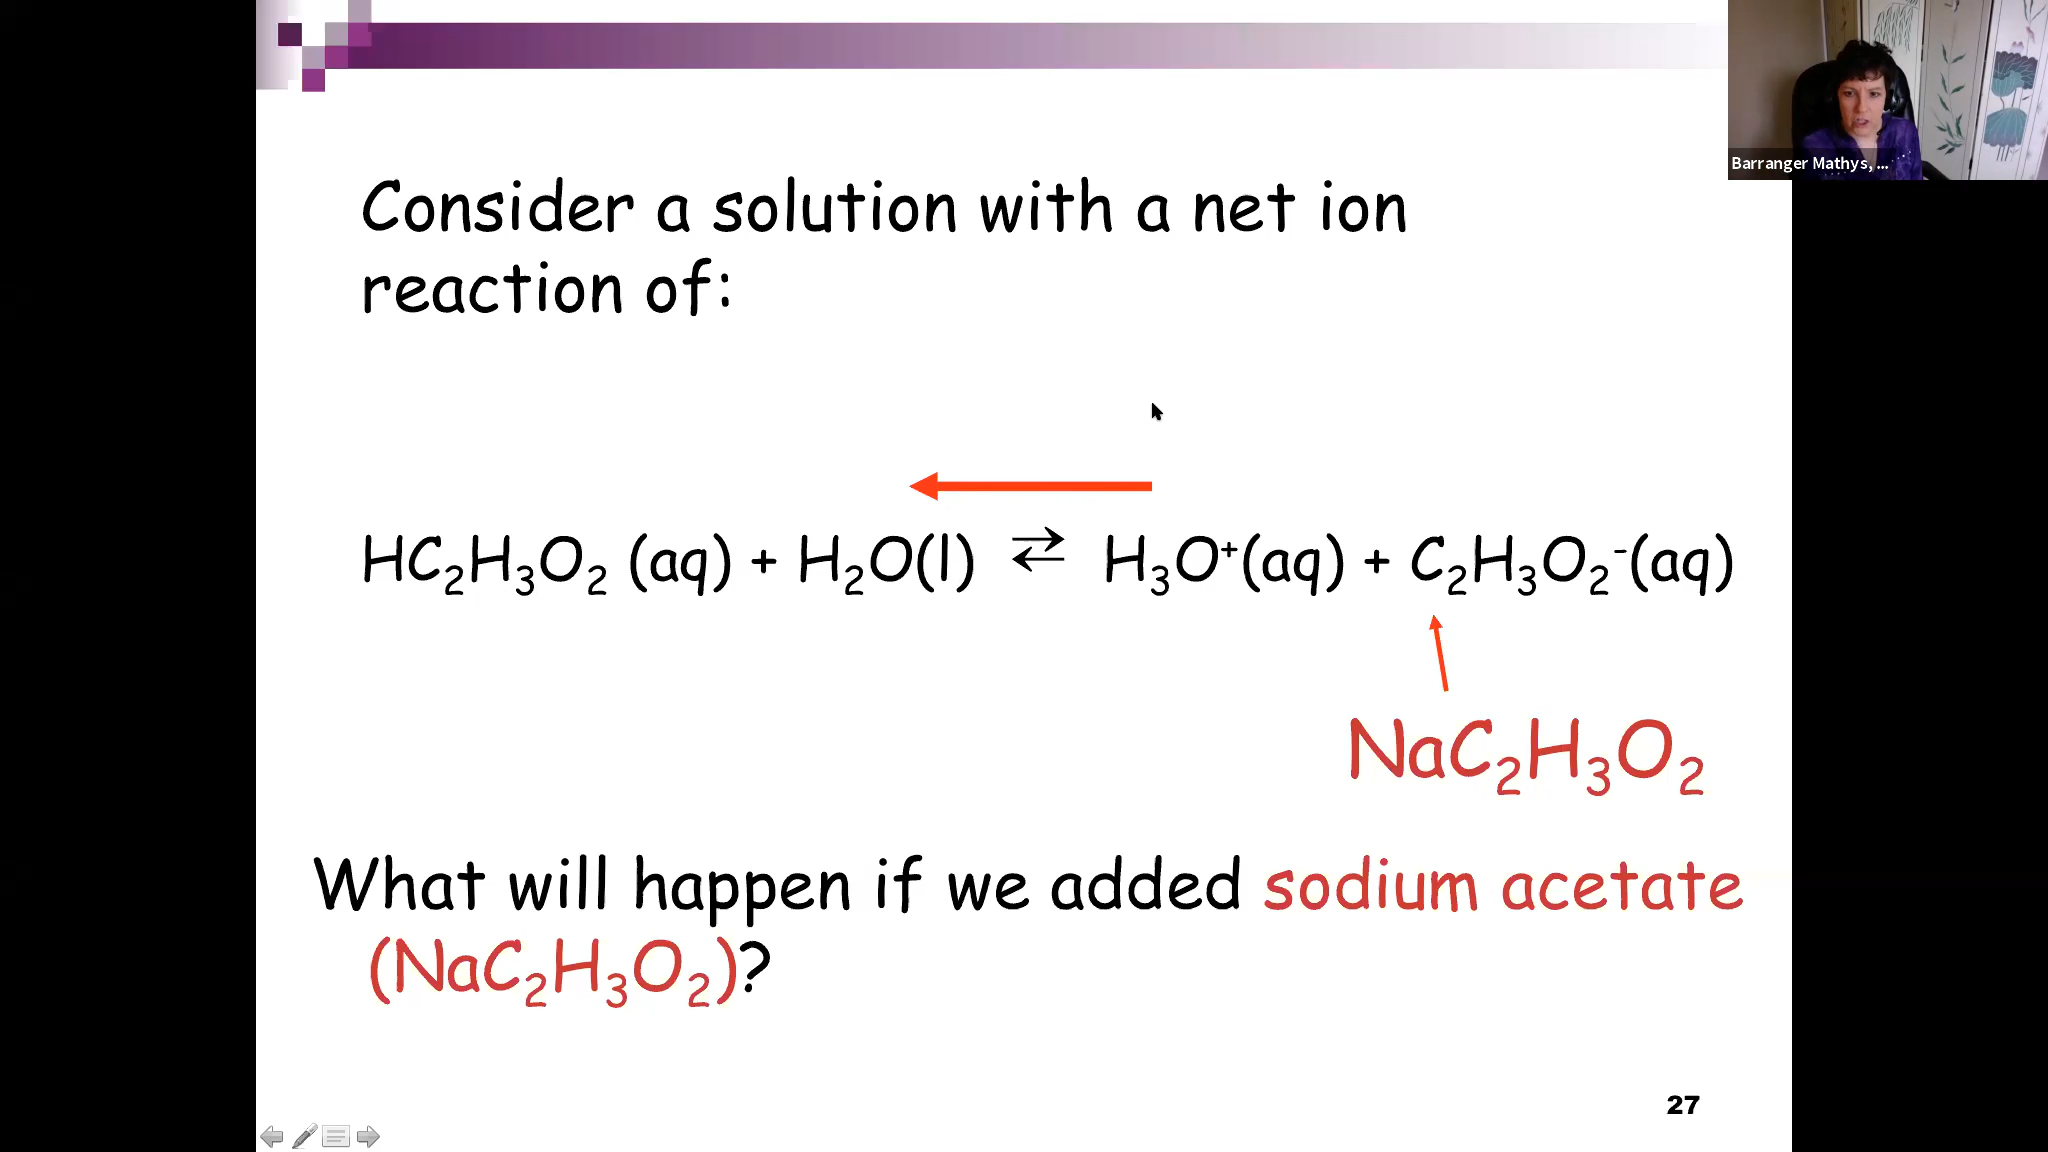 Barranger Mathys, ...
Consider a solution with a net ion
reaction of:
HC₂H₃O₂ (aq) + H₂O(l) ⇄ H₃O⁺(aq) + C₂H₃O₂⁻(aq)
NaC₂H₃O₂
What will happen if we added sodium acetate
(NaC₂H₃O₂)?
27